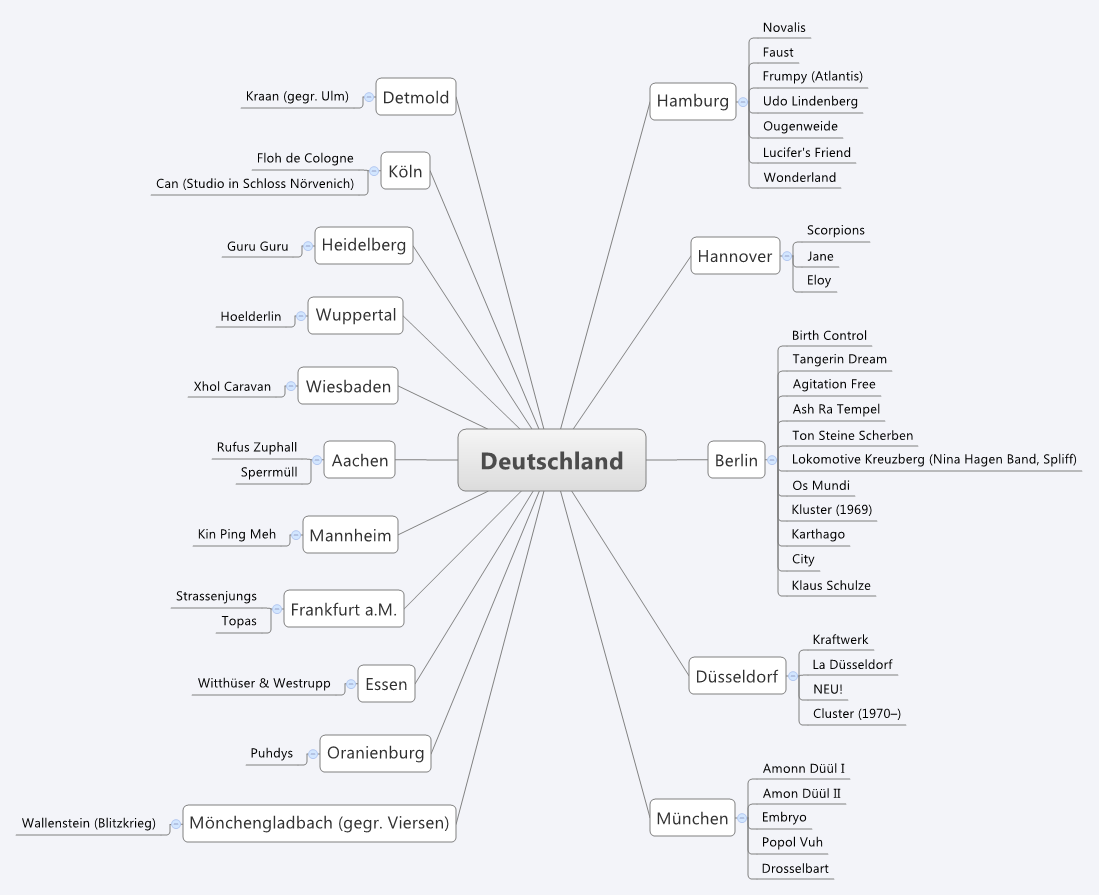 Deutschland
Detmold
Kraan (gegr. Ulm)
Köln
Floh de Cologne
Can (Studio in Schloss Nörvenich)
Heidelberg
Guru Guru
Wuppertal
Hoelderlin
Wiesbaden
Xhol Caravan
Aachen
Rufus Zuphall
Sperrmüll
Mannheim
Kin Ping Meh
Frankfurt a.M.
Strassenjungs
Topas
Essen
Witthüser & Westrupp
Oranienburg
Puhdys
Mönchengladbach (gegr. Viersen)
Wallenstein (Blitzkrieg)
Hamburg
Novalis
Faust
Frumpy (Atlantis)
Udo Lindenberg
Ougenweide
Lucifer's Friend
Wonderland
Hannover
Scorpions
Jane
Eloy
Berlin
Birth Control
Tangerin Dream
Agitation Free
Ash Ra Tempel
Ton Steine Scherben
Lokomotive Kreuzberg (Nina Hagen Band, Spliff)
Os Mundi
Kluster (1969)
Karthago
City
Klaus Schulze
Düsseldorf
Kraftwerk
La Düsseldorf
NEU!
Cluster (1970–)
München
Amonn Düül I
Amon Düül II
Embryo
Popol Vuh
Drosselbart